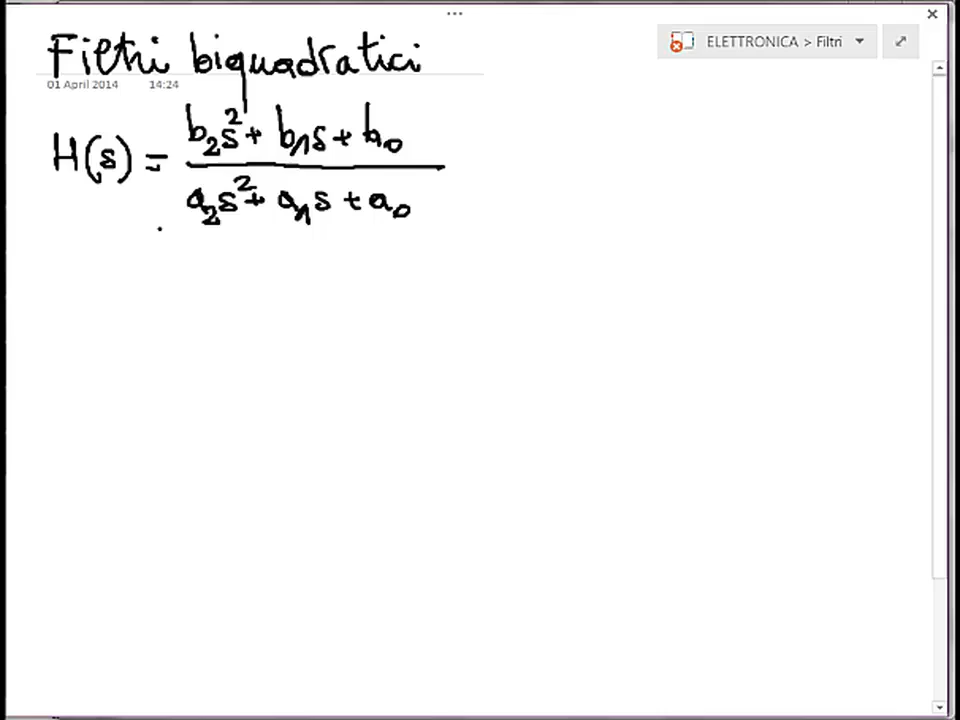 Filtri biquadratici
ELETTRONICA > Filtri
01 April 2014 14:24
H(s) = (b₂s² + b₁s + b₀) / (a₂s² + a₁s + a₀)